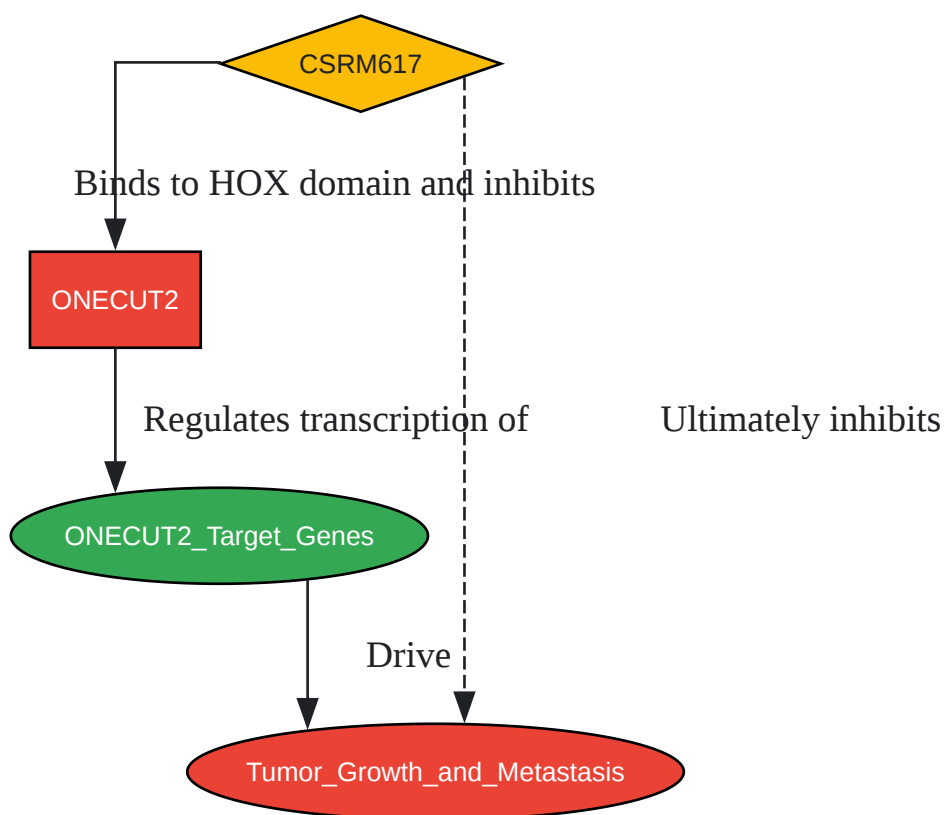 CSRM617
Binds to HOX domain and inhibits
ONECUT2
Regulates transcription of
Ultimately inhibits
ONECUT2_Target_Genes
Drive
Tumor_Growth_and_Metastasis